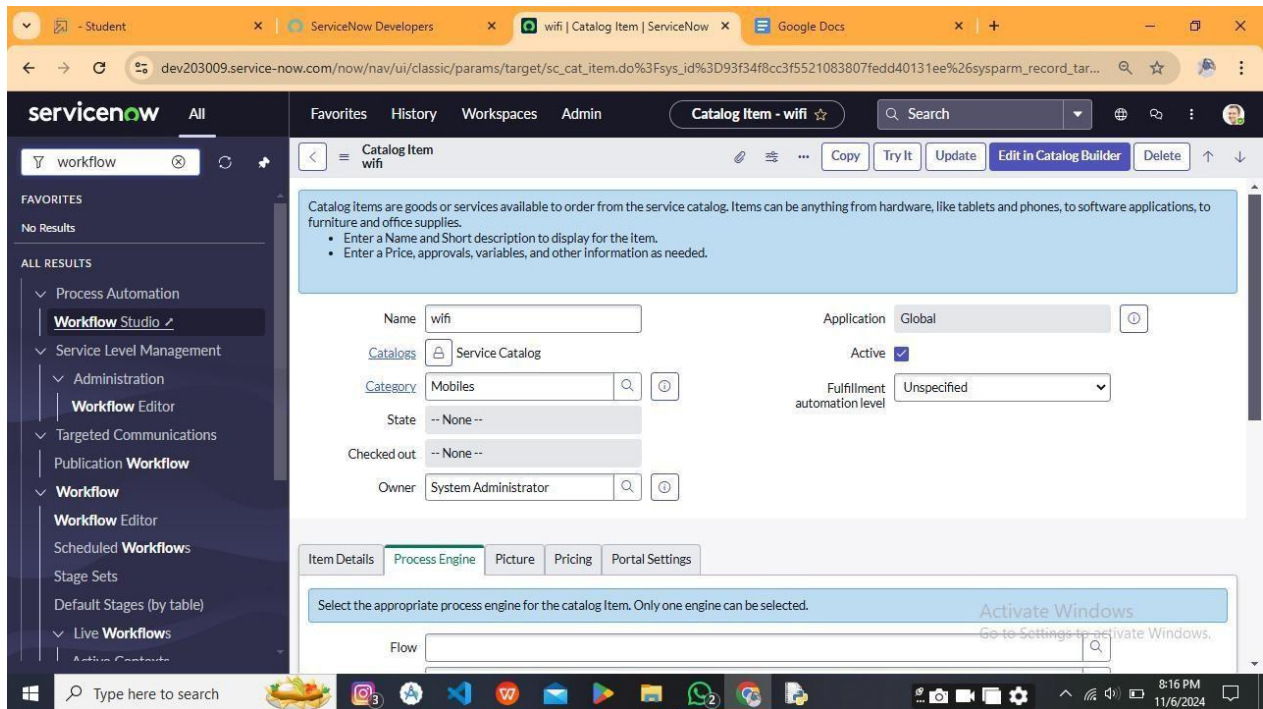 - Student
ServiceNow Developers
wifi | Catalog Item | ServiceNow
Google Docs
dev203009.service-now.com/now/nav/ui/classic/params/target/sc_cat_item.do%3Fsys_id%3D93f34f8cc3f5521083807fedd40131ee%26sysparm_record_tar...
servicenow All Favorites History Workspaces Admin Catalog Item - wifi Search
workflow
Catalog Item
wifi
Copy Try It Update Edit in Catalog Builder Delete
FAVORITES
No Results
ALL RESULTS
Process Automation
Workflow Studio
Service Level Management
Administration
Workflow Editor
Targeted Communications
Publication Workflow
Workflow
Workflow Editor
Scheduled Workflows
Stage Sets
Default Stages (by table)
Live Workflows
Active Contexts
Catalog items are goods or services available to order from the service catalog. Items can be anything from hardware, like tablets and phones, to software applications, to
furniture and office supplies.
• Enter a Name and Short description to display for the item.
• Enter a Price, approvals, variables, and other information as needed.
Name wifi
Application Global
Catalogs Service Catalog
Active
Category Mobiles
Fulfillment
automation level
Unspecified
State -- None --
Checked out -- None --
Owner System Administrator
Item Details Process Engine Picture Pricing Portal Settings
Select the appropriate process engine for the catalog Item. Only one engine can be selected.
Flow
Activate Windows
Go to Settings to activate Windows.
Type here to search
3
2
8:16 PM
11/6/2024